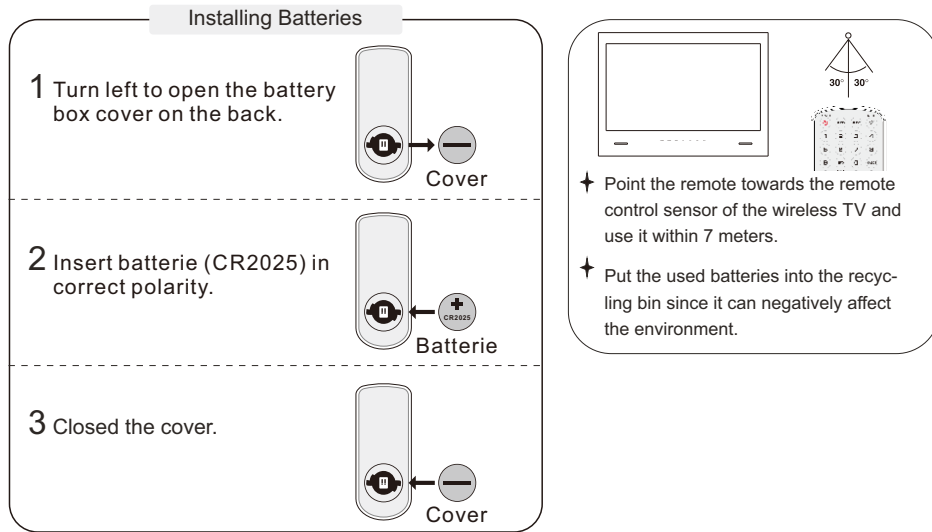 Installing Batteries
1 Turn left to open the battery
box cover on the back.
Cover
2 Insert batterie (CR2025) in
correct polarity.
CR2025
Batterie
3 Closed the cover.
Cover
30° 30°
Point the remote towards the remote
control sensor of the wireless TV and
use it within 7 meters.
Put the used batteries into the recyc-
ling bin since it can negatively affect
the environment.